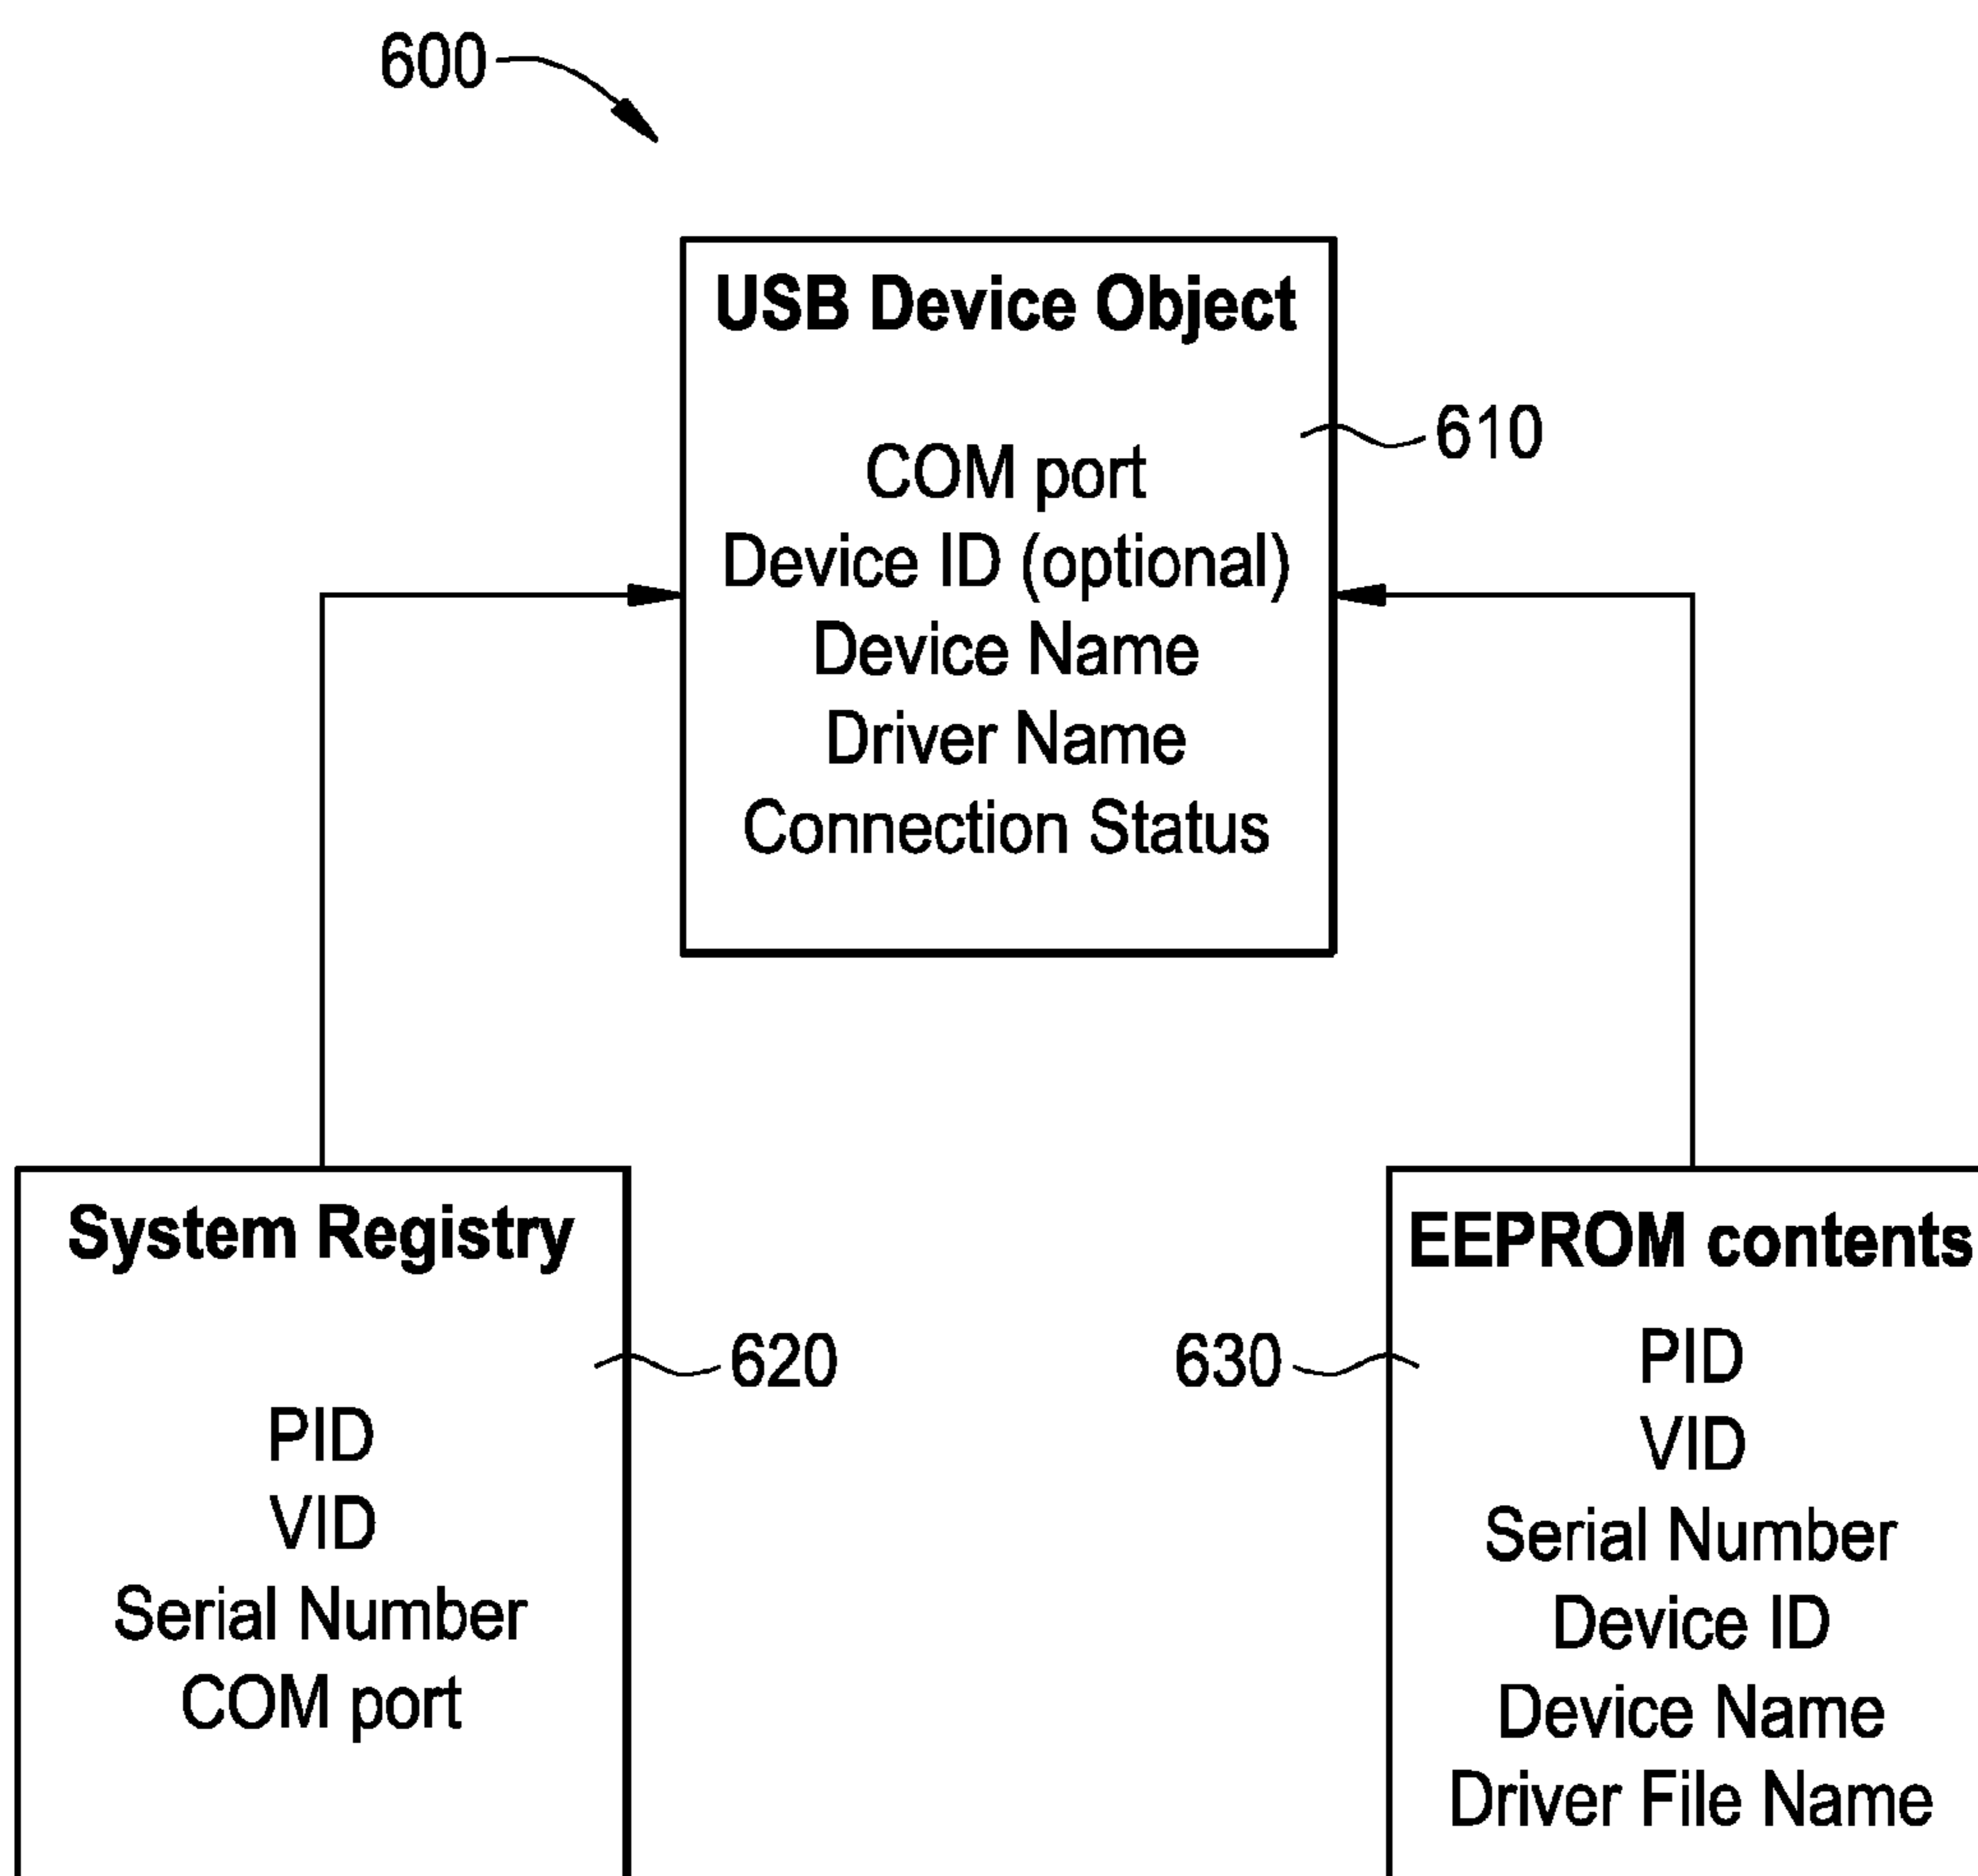 600
USB Device Object
610
COM port
Device ID (optional)
Device Name
Driver Name
Connection Status
System Registry
620
PID
VID
Serial Number
COM port
EEPROM contents
630
PID
VID
Serial Number
Device ID
Device Name
Driver File Name